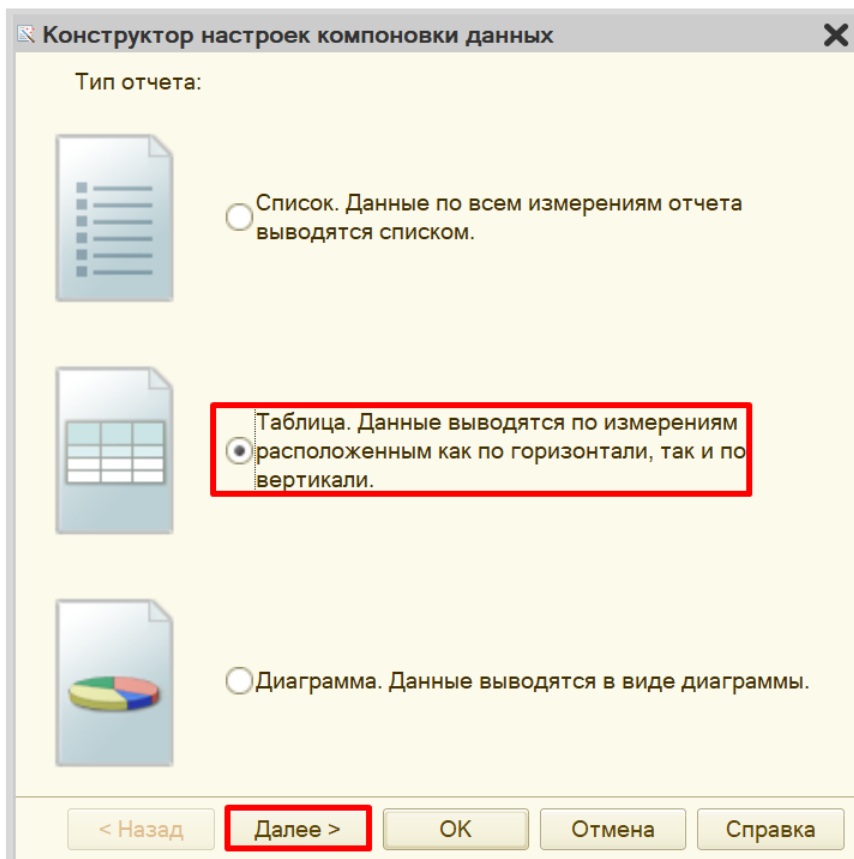 Конструктор настроек компоновки данных
Тип отчета:
Список. Данные по всем измерениям отчета
выводятся списком.
Таблица. Данные выводятся по измерениям
расположенным как по горизонтали, так и по
вертикали.
Диаграмма. Данные выводятся в виде диаграммы.
< Назад Далее > OK Отмена Справка